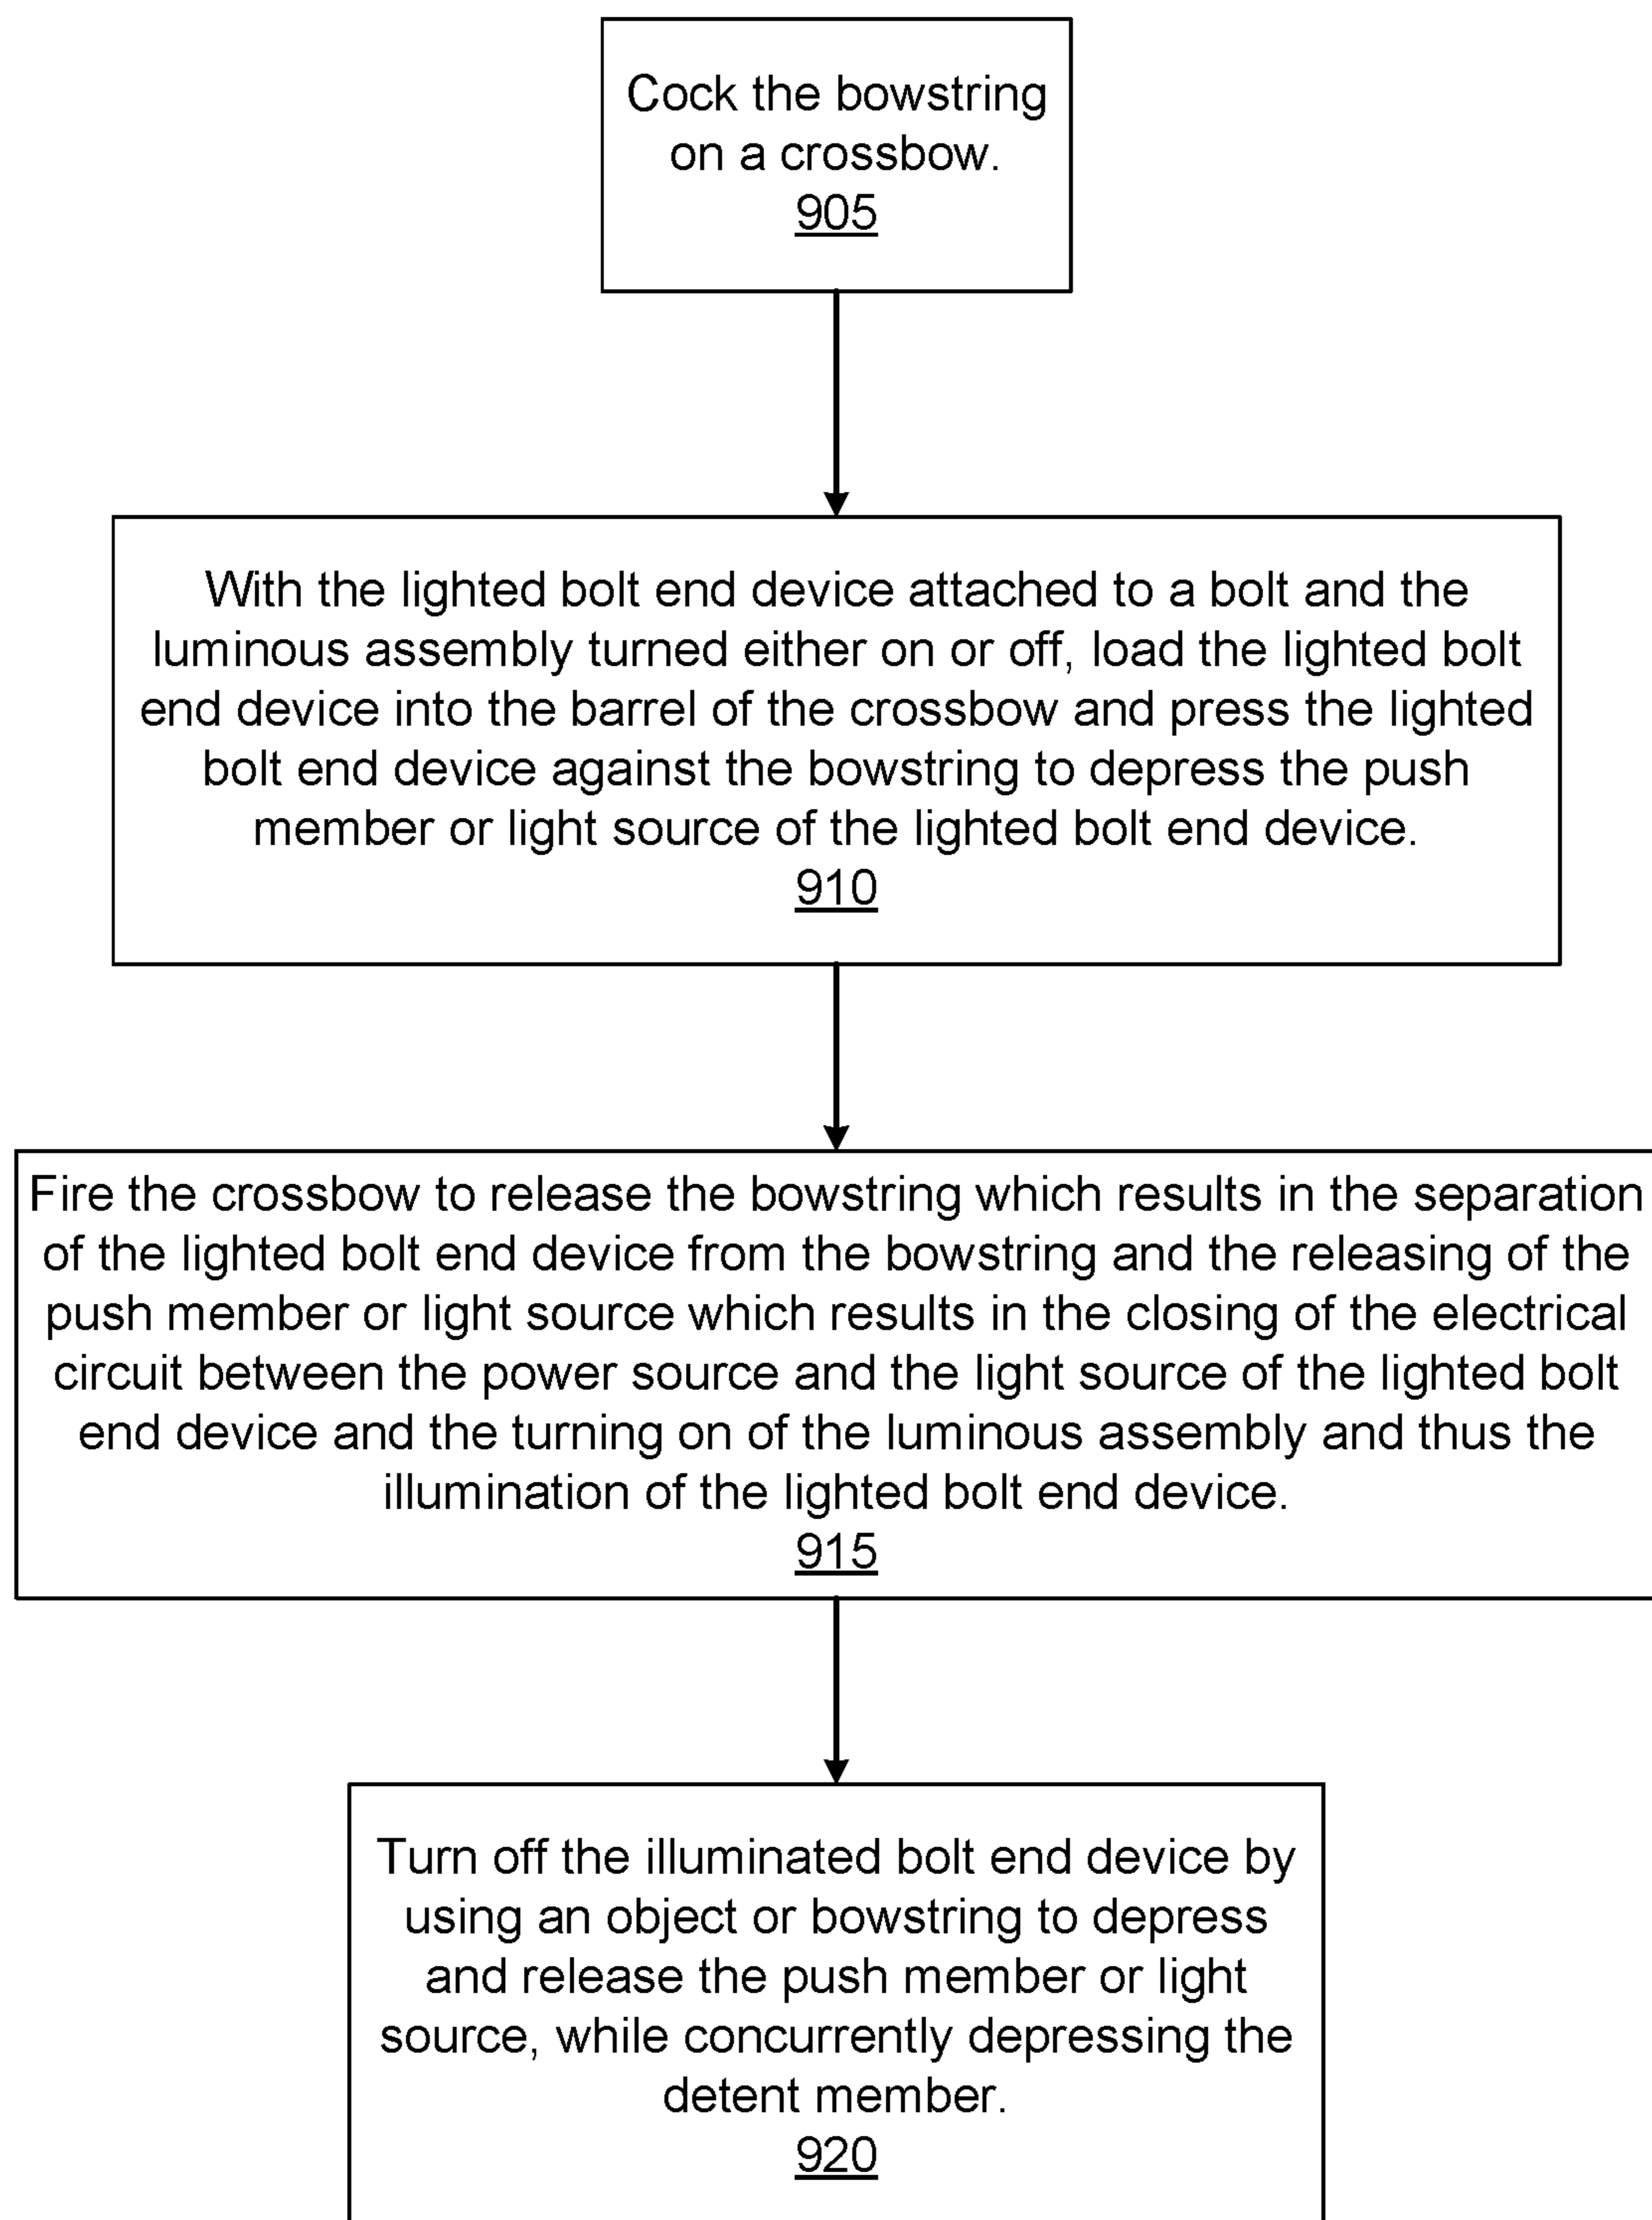 Cock the bowstring
on a crossbow.
905
With the lighted bolt end device attached to a bolt and the
luminous assembly turned either on or off, load the lighted bolt
end device into the barrel of the crossbow and press the lighted
bolt end device against the bowstring to depress the push
member or light source of the lighted bolt end device.
910
Fire the crossbow to release the bowstring which results in the separation
of the lighted bolt end device from the bowstring and the releasing of the
push member or light source which results in the closing of the electrical
circuit between the power source and the light source of the lighted bolt
end device and the turning on of the luminous assembly and thus the
illumination of the lighted bolt end device.
915
Turn off the illuminated bolt end device by
using an object or bowstring to depress
and release the push member or light
source, while concurrently depressing the
detent member.
920